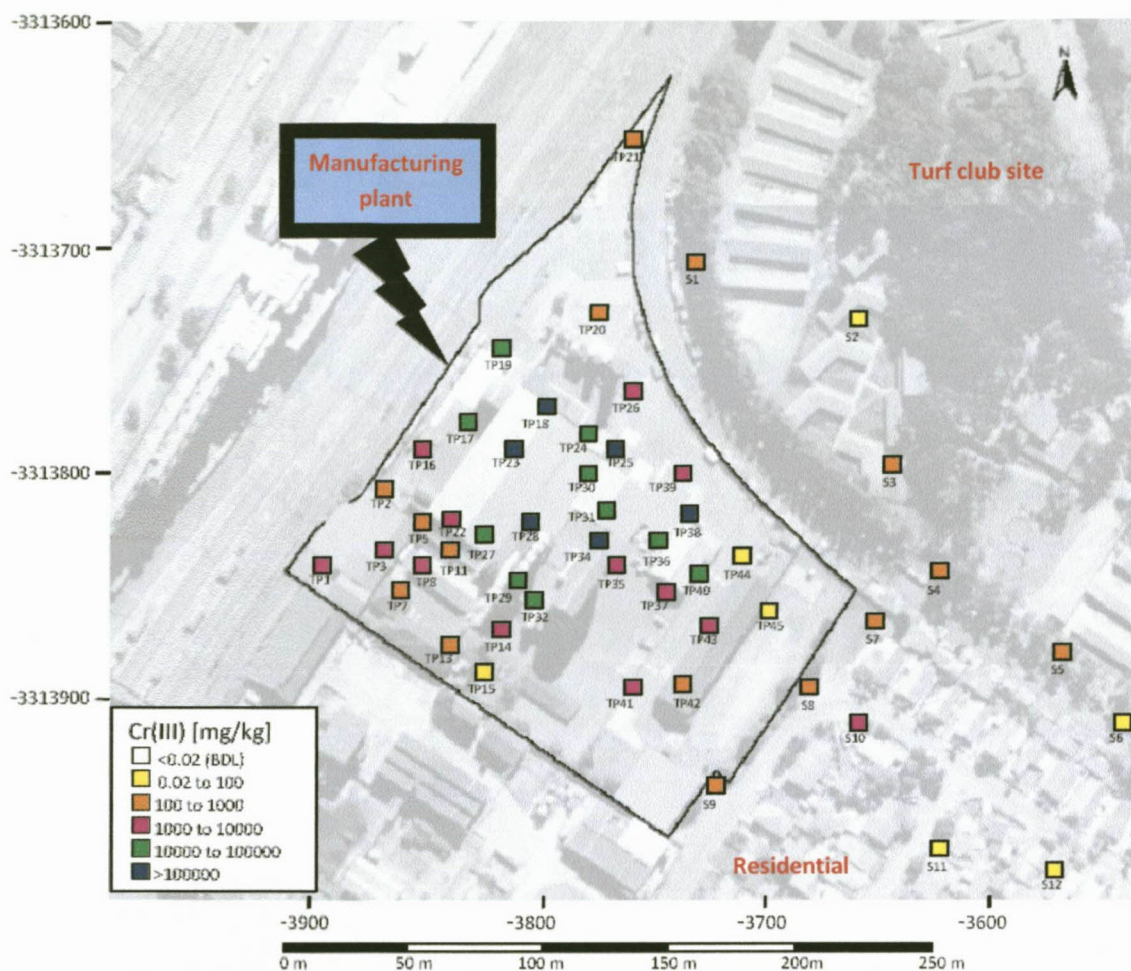 -3313600
N
Manufacturing
plant
Turf club site
TP21
-3313700
S1
TP20
S2
TP19
TP26
TP18
TP17
TP24
TP16
TP23
TP25
S3
-3313800
TP30
TP39
TP2
TP31
TP5
TP22
TP28
TP38
TP27
TP34
TP36
TP1
TP3
TP8
TP11
TP35
TP44
S4
TP29
TP40
TP7
TP32
TP37
TP45
S7
TP14
TP43
TP13
S5
-3313900
TP15
TP41
TP42
S8
S10
S6
Cr(III) [mg/kg]
<0.02 (BDL)
0.02 to 100
100 to 1000
1000 to 10000
10000 to 100000
>100000
S9
Residential
S11
S12
-3900
-3800
-3700
-3600
0 m
50 m
100 m
150 m
200m
250 m